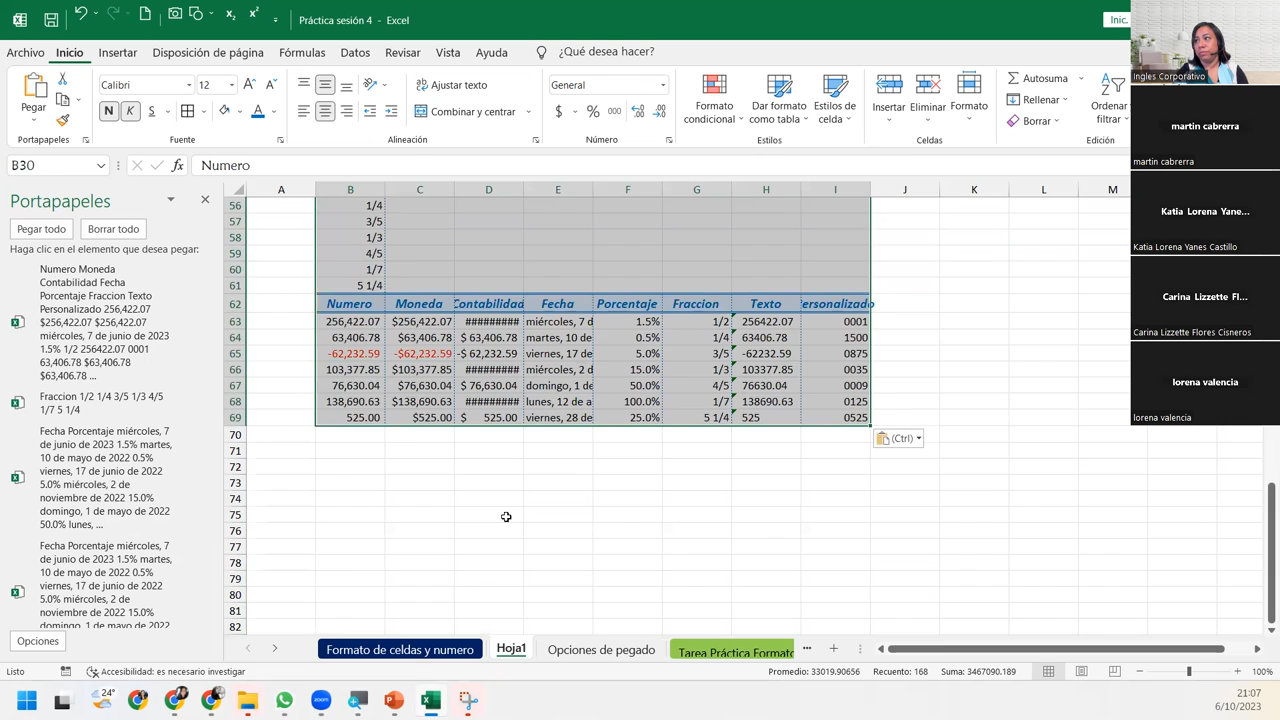 Práctica sesión 4 - Excel
Inic.
Archivo Inicio Insertar Disposición de página Fórmulas Datos Revisar Vista Ayuda ¿Qué desea hacer?
Pegar
Calibri 12
N K S
Ajustar texto
Combinar y centrar
General
$ % 000
Formato condicional
Dar formato como tabla
Estilos de celda
Insertar
Eliminar
Formato
Autosuma
Rellenar
Borrar
Ordenar
filtrar
Portapapeles Fuente Alineación Número Estilos Celdas
B30 fx Numero
Portapapeles
Pegar todo Borrar todo
Haga clic en el elemento que desea pegar:
Numero Moneda
Contabilidad Fecha
Porcentaje Fraccion Texto
Personalizado 256,422.07
$256,422.07 $256,422.07
miércoles, 7 de junio de 2023
1.5% 1/2 256422.07 0001
63,406.78 $63,406.78
$63,406.78 ...
Fraccion 1/2 1/4 3/5 1/3 4/5
1/7 5 1/4
Fecha Porcentaje miércoles, 7
de junio de 2023 1.5% martes,
10 de mayo de 2022 0.5%
viernes, 17 de junio de 2022
5.0% miércoles, 2 de
noviembre de 2022 15.0%
domingo, 1 de mayo de 2022
50.0% lunes, ...
Fecha Porcentaje miércoles, 7
de junio de 2023 1.5% martes,
10 de mayo de 2022 0.5%
viernes, 17 de junio de 2022
5.0% miércoles, 2 de
noviembre de 2022 15.0%
domingo, 1 de mayo de 2022
Opciones
A B C D E F G H I J K L M
56 1/4
57 3/5
58 1/3
59 4/5
60 1/7
61 5 1/4
62 Numero Moneda Contabilidad Fecha Porcentaje Fraccion Texto ersonalizado
63 256,422.07 $256,422.07 ######### miércoles, 7 d 1.5% 1/2 256422.07 0001
64 63,406.78 $63,406.78 $ 63,406.78 martes, 10 de 0.5% 1/4 63406.78 1500
65 -62,232.59 -$62,232.59 -$ 62,232.59 viernes, 17 de 5.0% 3/5 -62232.59 0875
66 103,377.85 $103,377.85 ######### miércoles, 2 d 15.0% 1/3 103377.85 0035
67 76,630.04 $76,630.04 $ 76,630.04 domingo, 1 de 50.0% 4/5 76630.04 0009
68 138,690.63 $138,690.63 ######### lunes, 12 de a 100.0% 1/7 138690.63 0125
69 525.00 $525.00 $ 525.00 viernes, 28 de 25.0% 5 1/4 525 0525
70
71
72
73
74
75
76
77
78
79
80
81
82
(Ctrl)
Formato de celdas y numero Hoja1 Opciones de pegado Tarea Práctica Formato ...
Listo Accesibilidad: es necesario investigar Promedio: 33019.90656 Recuento: 168 Suma: 3467090.189 100%
24°
21:07
6/10/2023
Ingles Corporativo
martin cabrerra
martin cabrerra
Katia Lorena Yane...
Katia Lorena Yanes Castillo
Carina Lizzette Fl...
Carina Lizzette Flores Cisneros
lorena valencia
lorena valencia